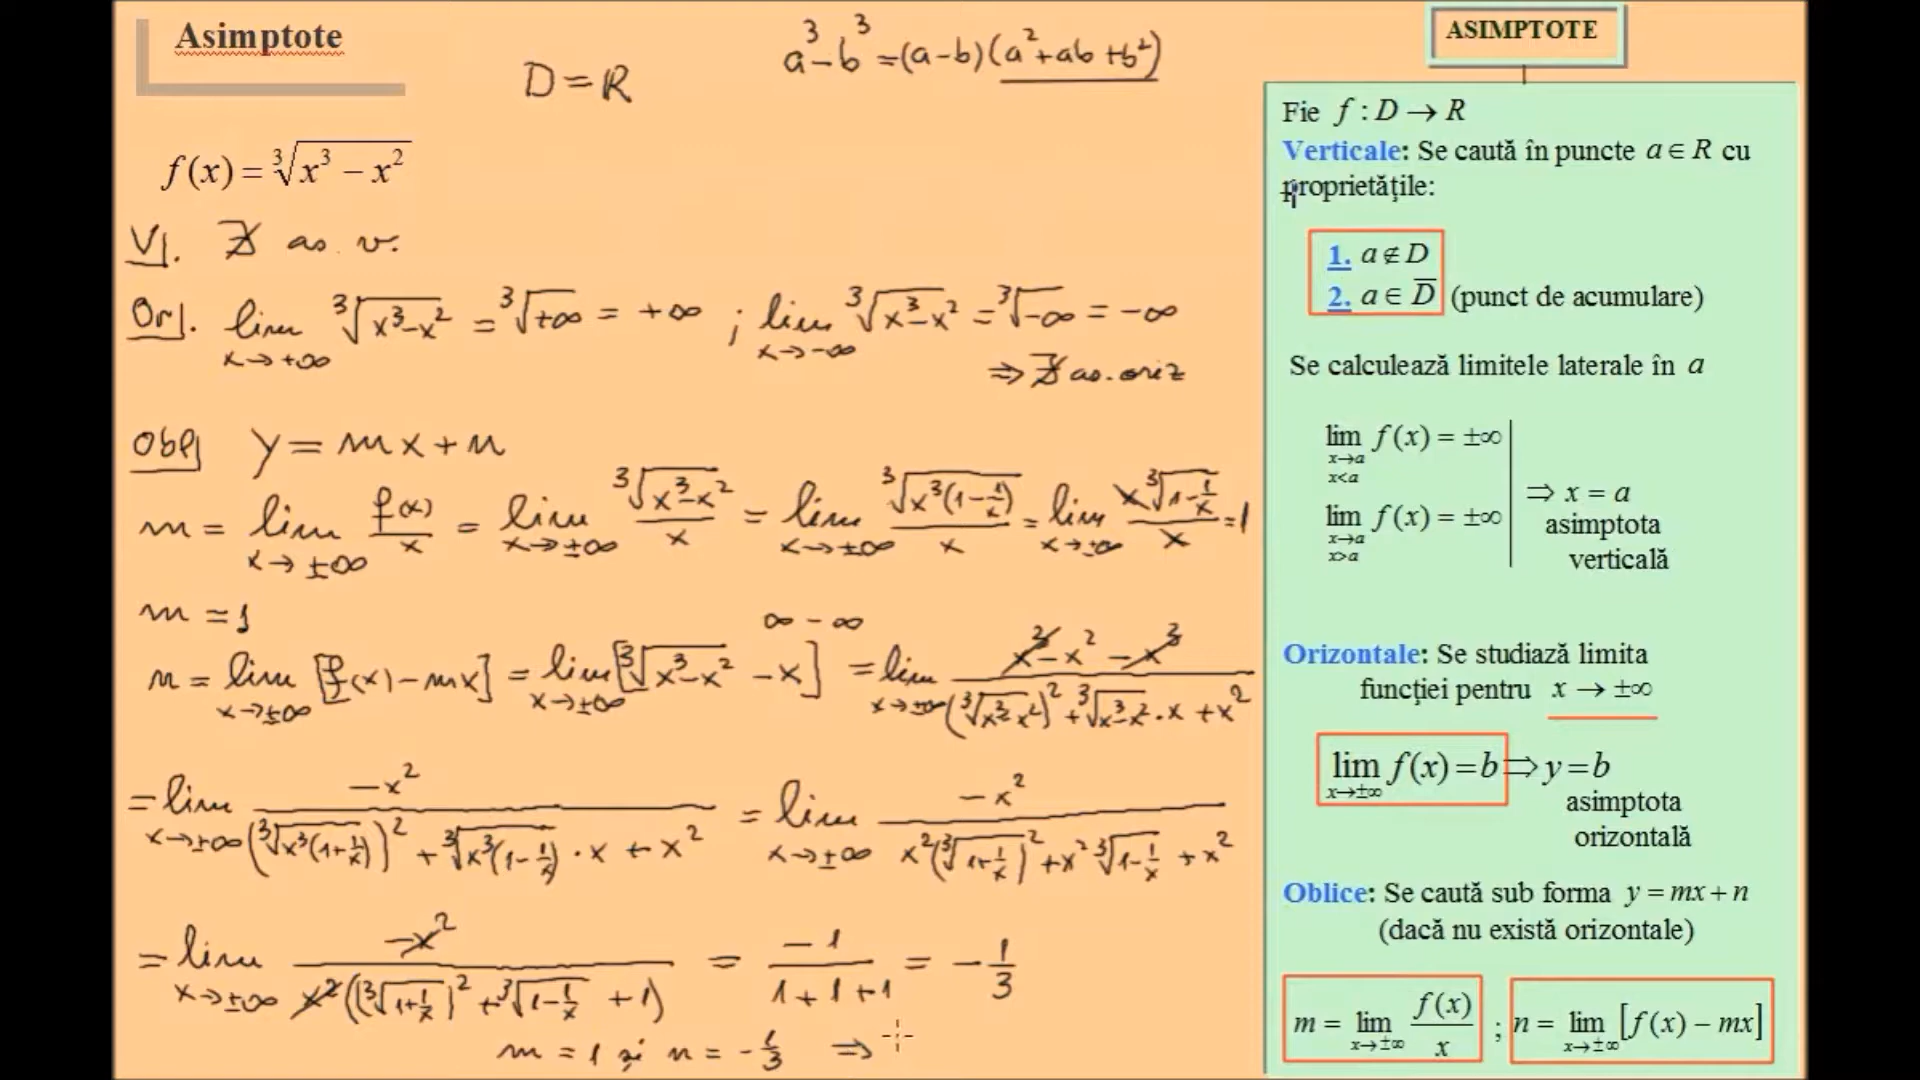 Asimptote
D = R
a³ - b³ = (a-b)(a² + ab + b²)
f(x) = ∛(x³ − x²)
V|. ∄ as. v.
Or|. lim x→+∞ ∛(x³-x²) = ∛(+∞) = +∞ ; lim x→-∞ ∛(x³-x²) = ∛(-∞) = -∞
⇒ ∄ as. oriz
Obl| y = mx + n
m = lim x→±∞ f(x)/x = lim x→±∞ ∛(x³-x²)/x = lim x→±∞ ∛(x³(1-1/x))/x = lim x→±∞ x∛(1-1/x)/x = 1
m = 1
∞ - ∞
n = lim x→±∞ [f(x) - mx] = lim x→±∞ [∛(x³-x²) - x] = lim x→±∞ (x³ - x² - x³)/((∛(x³-x²))² + ∛(x³-x²)·x + x²)
= lim x→±∞ -x²/((∛(x³(1+1/x)))² + ∛(x³(1-1/x))·x + x²) = lim x→±∞ -x²/(x²(∛(1+1/x))² + x²∛(1-1/x) + x²)
= lim x→±∞ -x²/(x²((∛(1+1/x))² + ∛(1-1/x) + 1)) = -1/(1+1+1) = -1/3
m = 1 și n = -1/3 ⇒
ASIMPTOTE
Fie f : D → R
Verticale: Se caută în puncte a ∈ R cu
proprietățile:
1. a ∉ D
2. a ∈ D̅ (punct de acumulare)
Se calculează limitele laterale în a
lim x→a x<a f(x) = ±∞
lim x→a x>a f(x) = ±∞
⇒ x = a
asimptota
verticală
Orizontale: Se studiază limita
funcției pentru x → ±∞
lim x→±∞ f(x) = b ⇒ y = b
asimptota
orizontală
Oblice: Se caută sub forma y = mx + n
(dacă nu există orizontale)
m = lim x→±∞ f(x)/x ; n = lim x→±∞ [f(x) − mx]